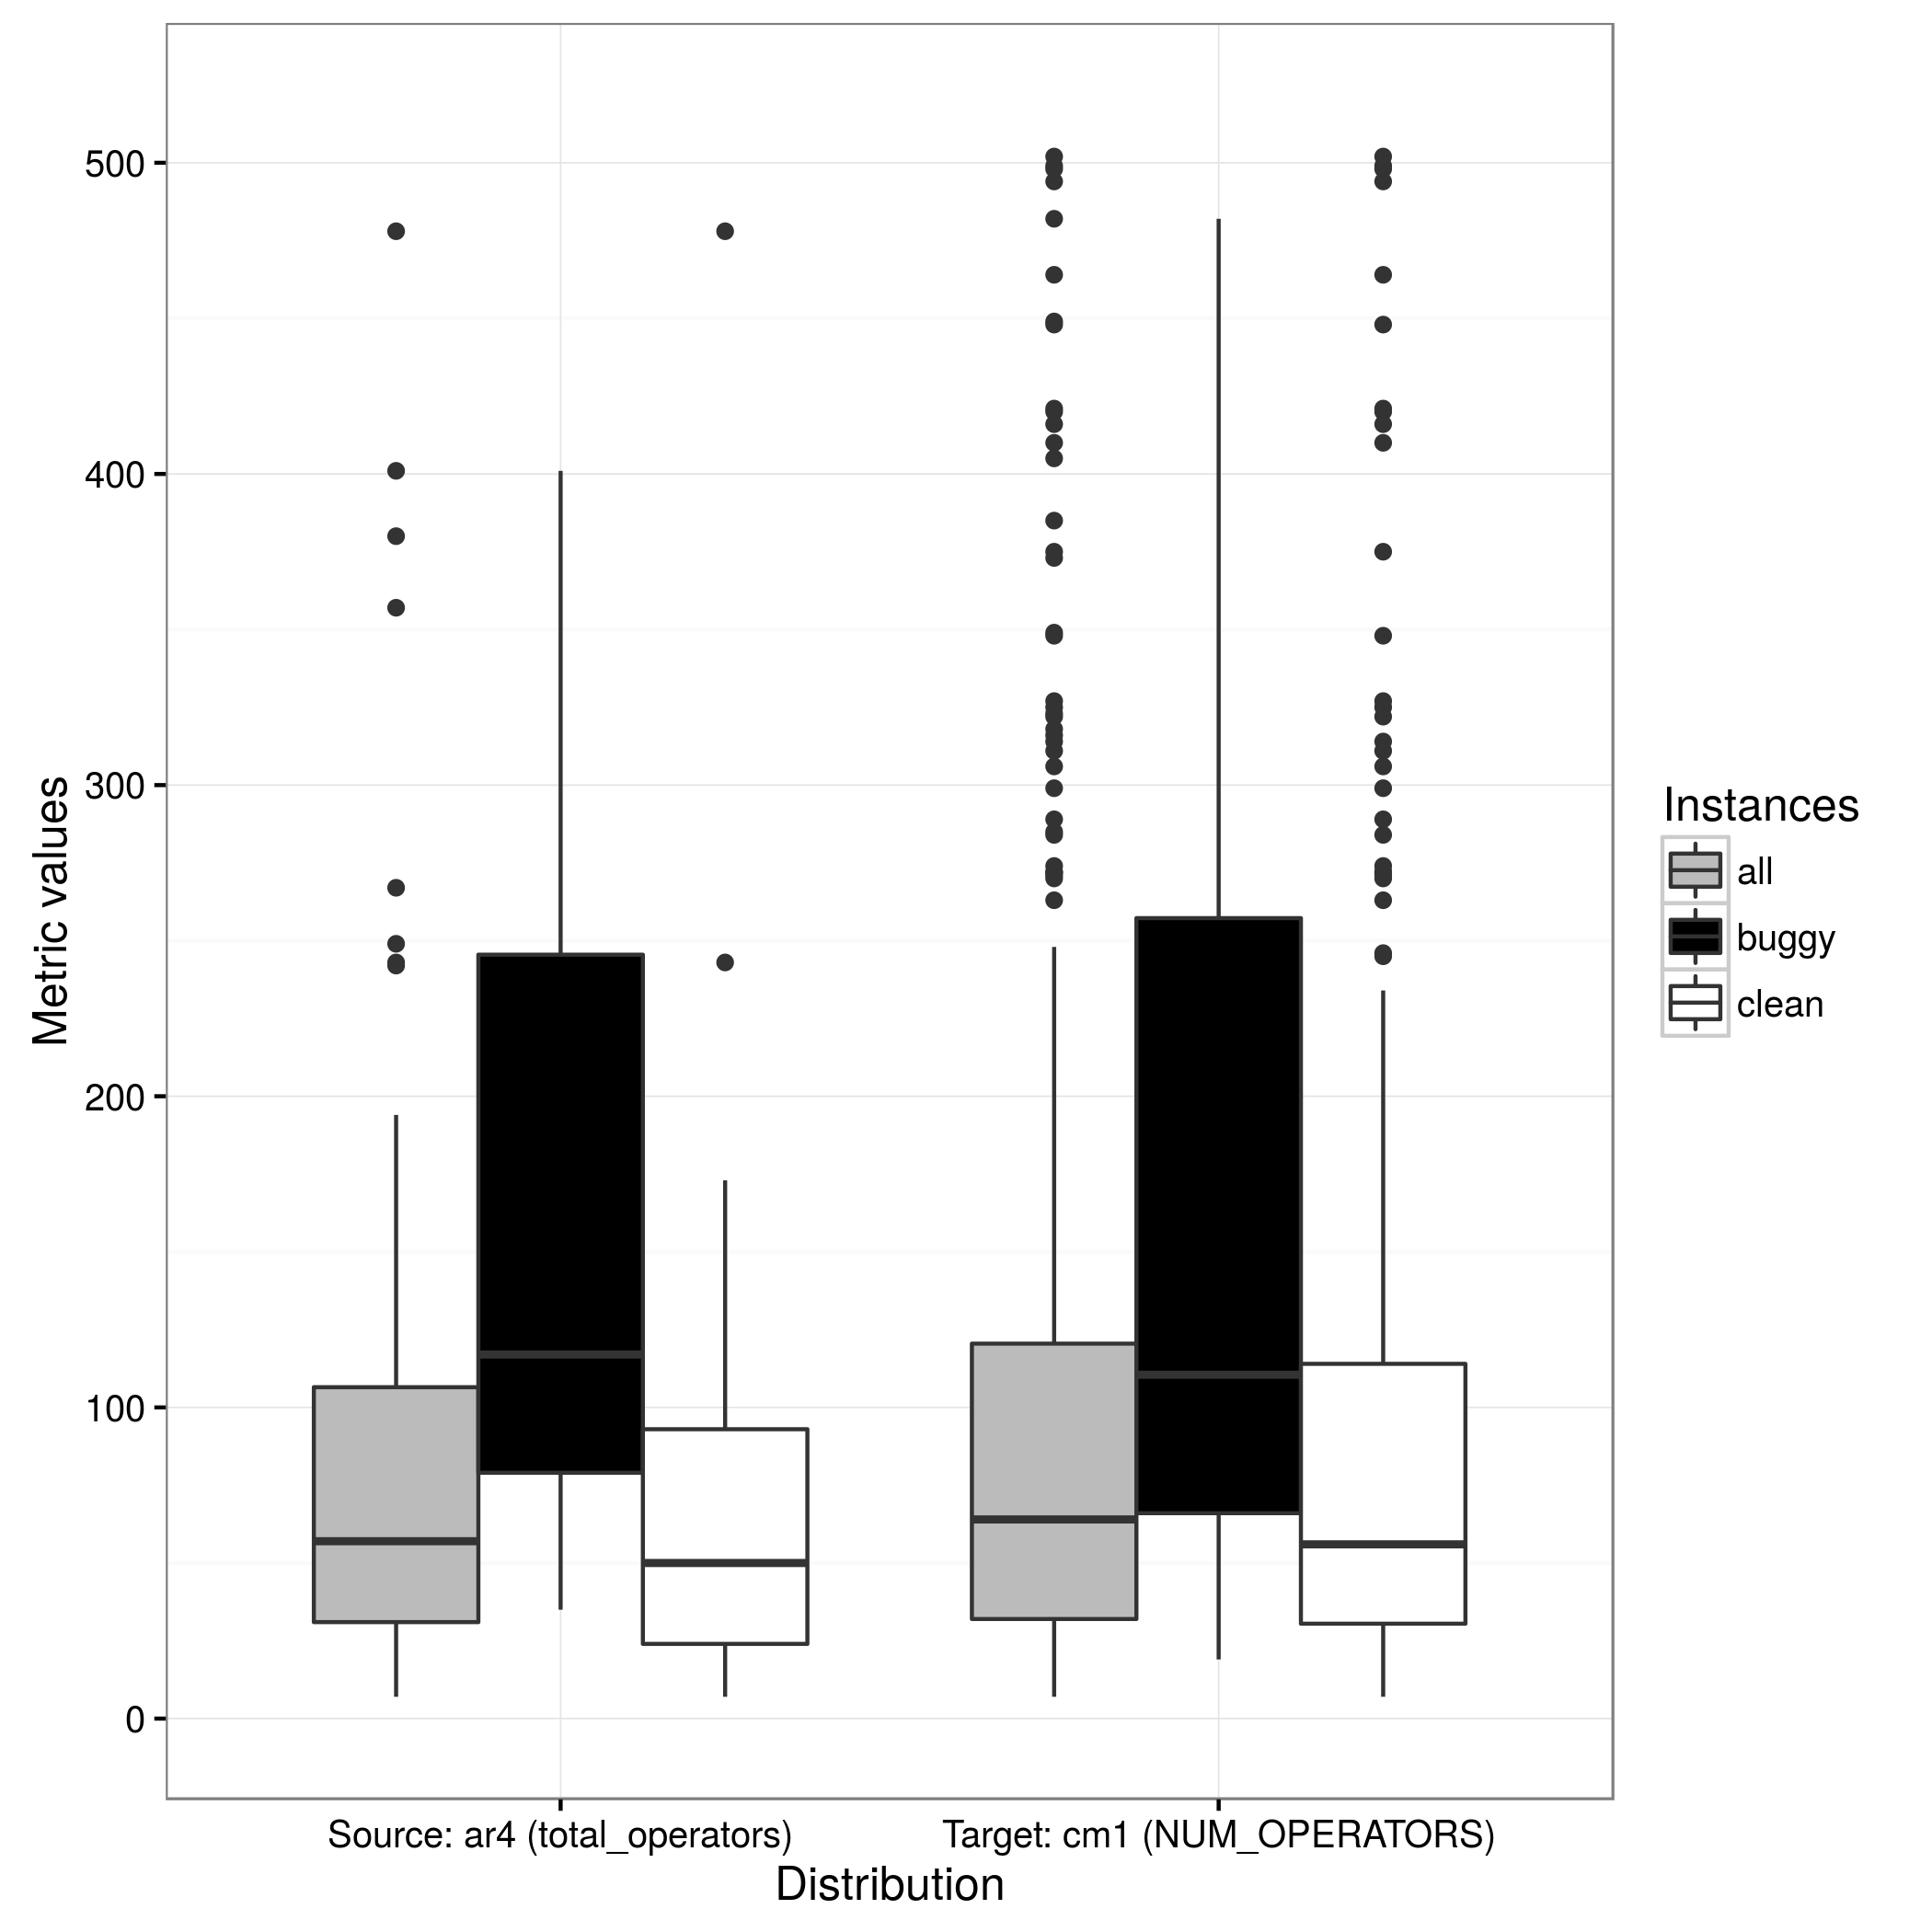 500
400
300
200
100
0
Metric values
Source: ar4 (total_operators)
Target: cm1 (NUM_OPERATORS)
Distribution
Instances
all
buggy
clean